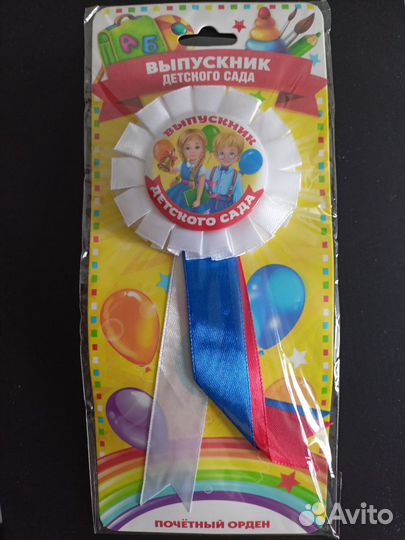 А Б
ВЫПУСКНИК
ДЕТСКОГО САДА
ВЫПУСКНИК
ДЕТСКОГО САДА
ПОЧЁТНЫЙ ОРДЕН
Avito